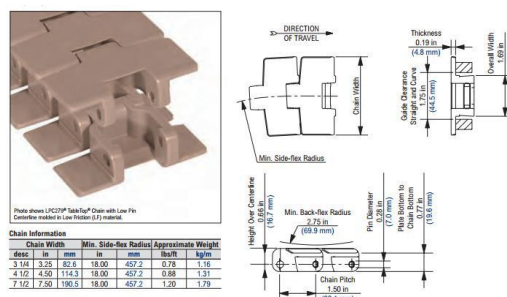 Photo shows LPC279® TableTop® Chain with Low Pin
Centerline molded in Low Friction (LF) material.
Chain Information
Chain Width Min. Side-flex Radius Approximate Weight
desc in mm in mm lbs/ft kg/m
3 1/4 3.25 82.6 18.00 457.2 0.78 1.16
4 1/2 4.50 114.3 18.00 457.2 0.88 1.31
7 1/2 7.50 190.5 18.00 457.2 1.20 1.79
DIRECTION
OF TRAVEL
Chain Width
Min. Side-flex Radius
Thickness
0.19 in
(4.8 mm)
Guide Clearance
Straight and Curve
1.75 in
(44.5 mm)
Overall Width
1.69 in
Height Over Centerline
0.66 in
(16.7 mm)
Min. Back-flex Radius
2.75 in
(69.9 mm)
Pin Diameter
0.28 in
(7.0 mm)
Plate Bottom to
Chain Bottom
0.77 in
(19.6 mm)
Chain Pitch
1.50 in